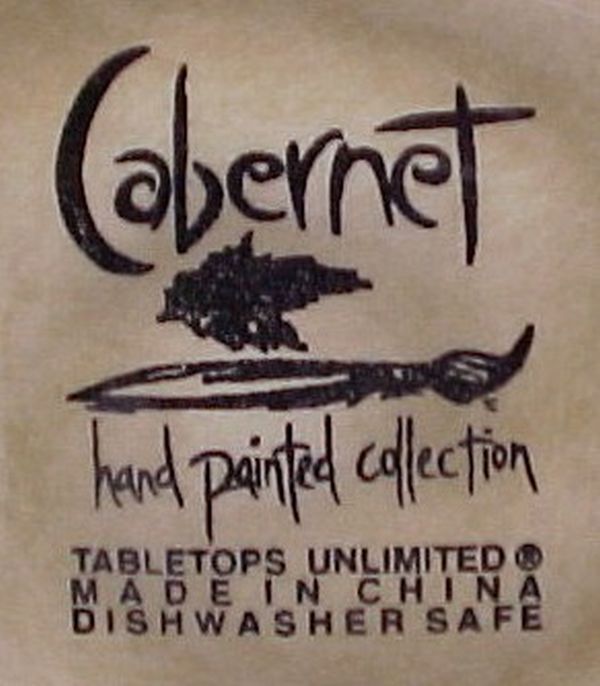 Cabernet
hand painted collection
TABLETOPS UNLIMITED®
MADE IN CHINA
DISHWASHER SAFE